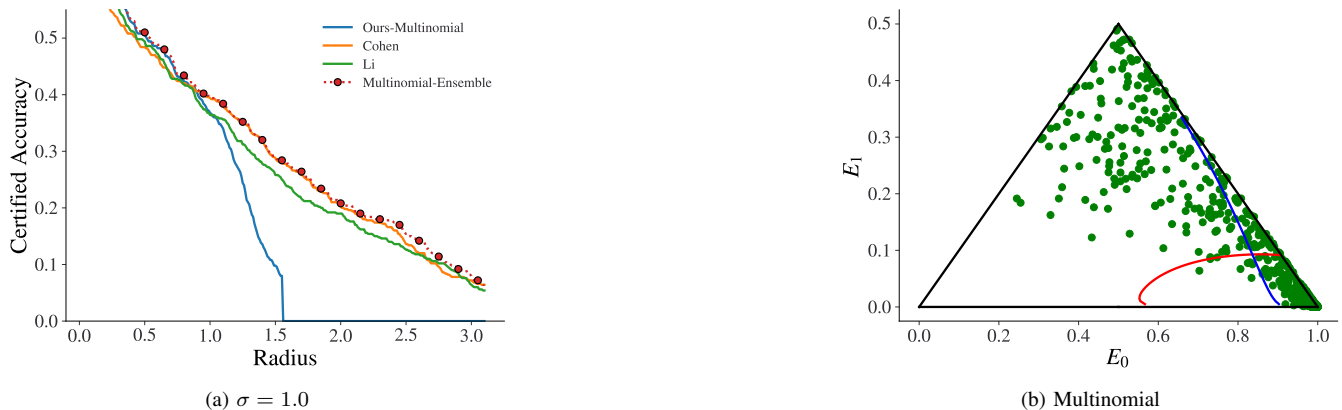 0.5
0.4
0.3
0.2
0.1
0.0
Certified Accuracy
0.0 0.5 1.0 1.5 2.0 2.5 3.0
Radius
Ours-Multinomial
Cohen
Li
Multinomial-Ensemble
(a) σ = 1.0
0.5
0.4
0.3
0.2
0.1
0.0
E₁
0.0 0.2 0.4 0.6 0.8 1.0
E₀
(b) Multinomial